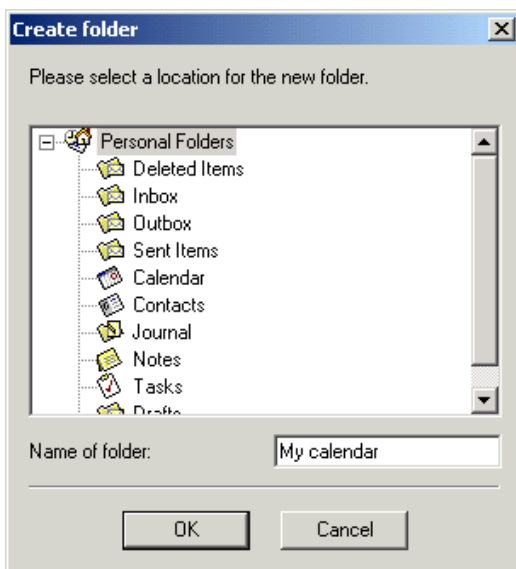 Create folder
Please select a location for the new folder.
Personal Folders
Deleted Items
Inbox
Outbox
Sent Items
Calendar
Contacts
Journal
Notes
Tasks
Drafts
Name of folder: My calendar
OK Cancel